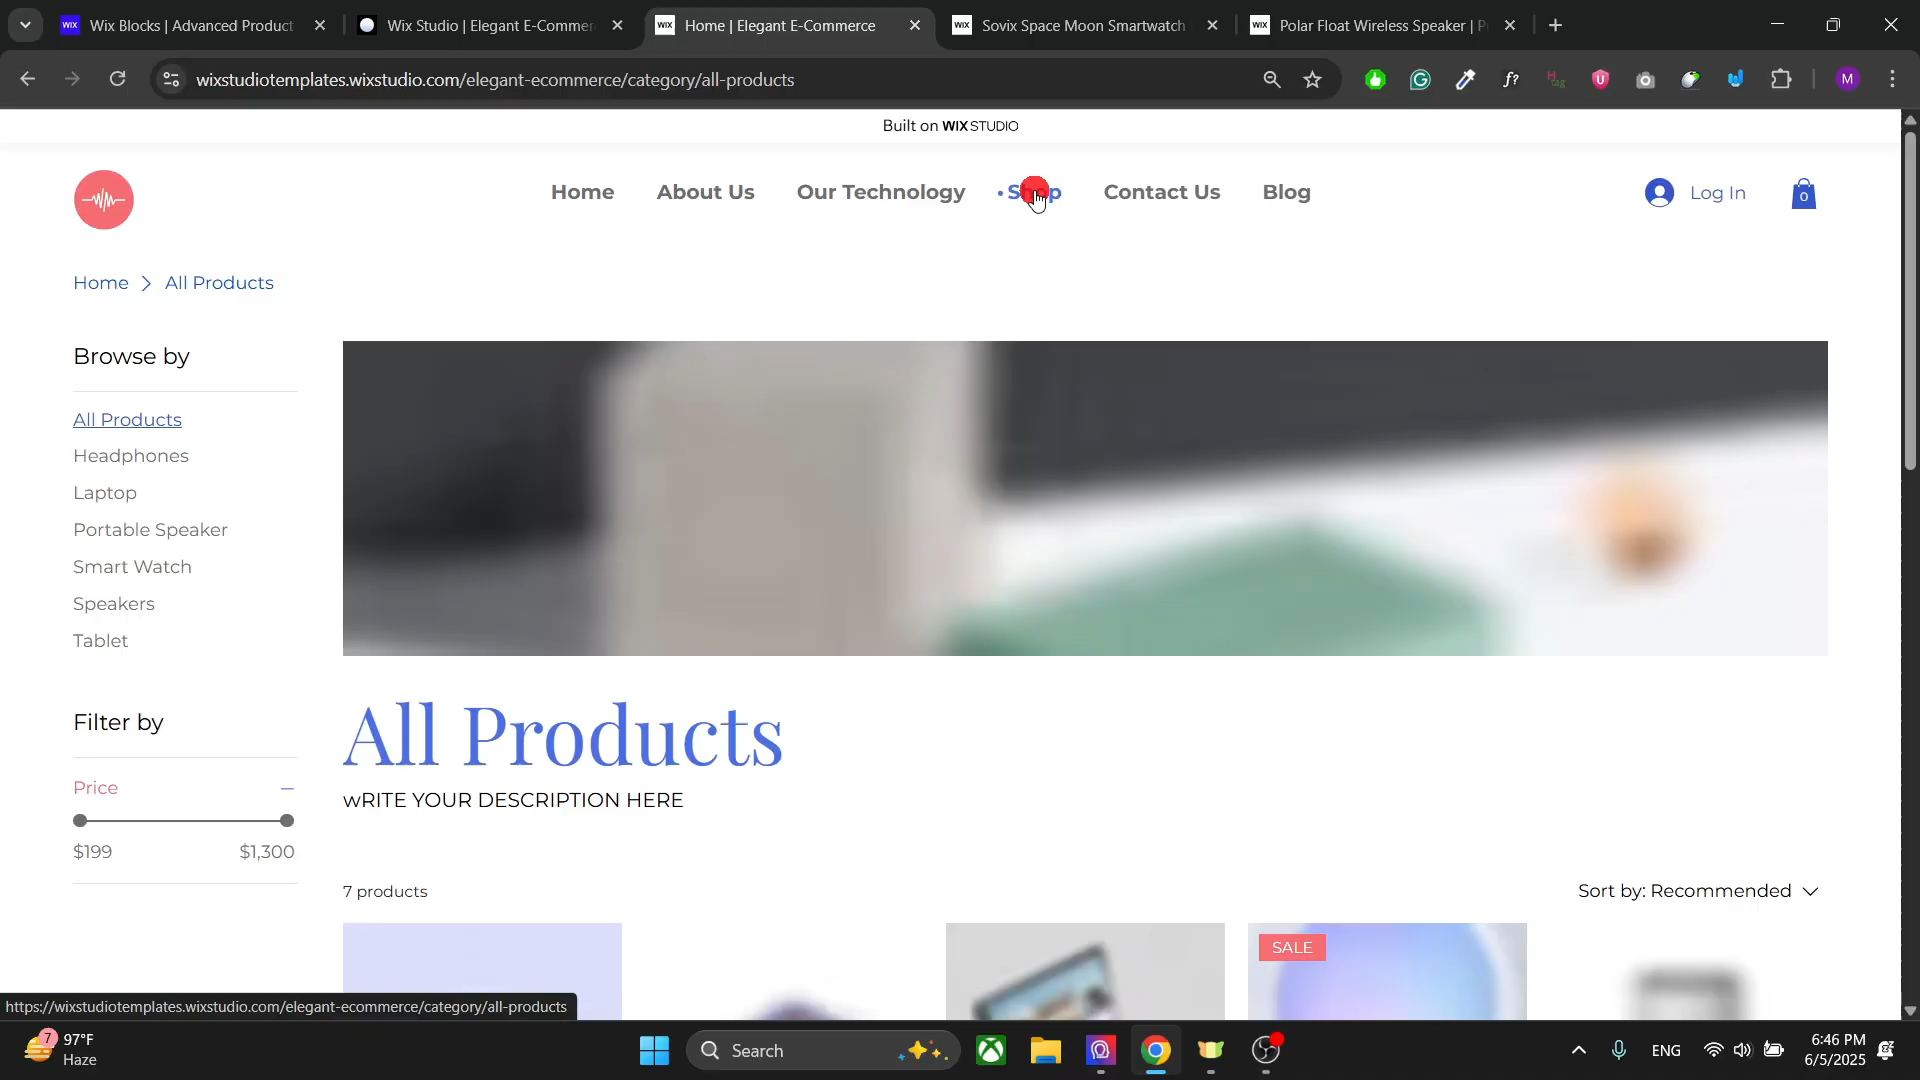 Wix Blocks | Advanced Product
Wix Studio | Elegant E-Commer
Home | Elegant E-Commerce
Sovix Space Moon Smartwatch
Polar Float Wireless Speaker | P
wixstudiotemplates.wixstudio.com/elegant-ecommerce/category/all-products
Built on WIX STUDIO
Home
About Us
Our Technology
Shop
Contact Us
Blog
Log In
0
Home > All Products
Browse by
All Products
Headphones
Laptop
Portable Speaker
Smart Watch
Speakers
Tablet
Filter by
Price
$199 $1,300
All Products
wRITE YOUR DESCRIPTION HERE
7 products
Sort by: Recommended
SALE
https://wixstudiotemplates.wixstudio.com/elegant-ecommerce/category/all-products
7
97°F
Haze
Search
ENG
6:46 PM
6/5/2025